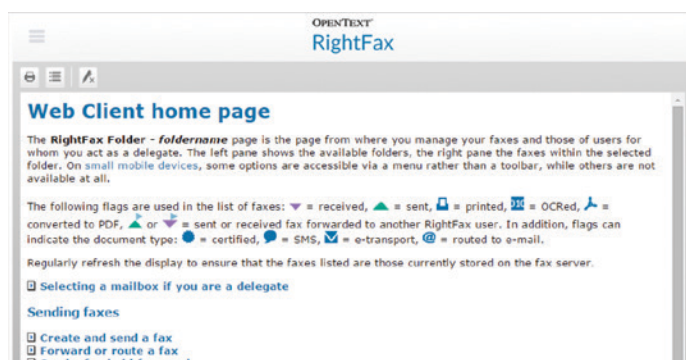 OPENTEXT™
RightFax
Web Client home page
The RightFax Folder - foldername page is the page from where you manage your faxes and those of users for
whom you act as a delegate. The left pane shows the available folders, the right pane the faxes within the selected
folder. On small mobile devices, some options are accessible via a menu rather than a toolbar, while others are not
available at all.
The following flags are used in the list of faxes: = received, = sent, = printed, = OCRed, =
converted to PDF, or = sent or received fax forwarded to another RightFax user. In addition, flags can
indicate the document type: = certified, = SMS, = e-transport, @ = routed to e-mail.
Regularly refresh the display to ensure that the faxes listed are those currently stored on the fax server.
Selecting a mailbox if you are a delegate
Sending faxes
Create and send a fax
Forward or route a fax